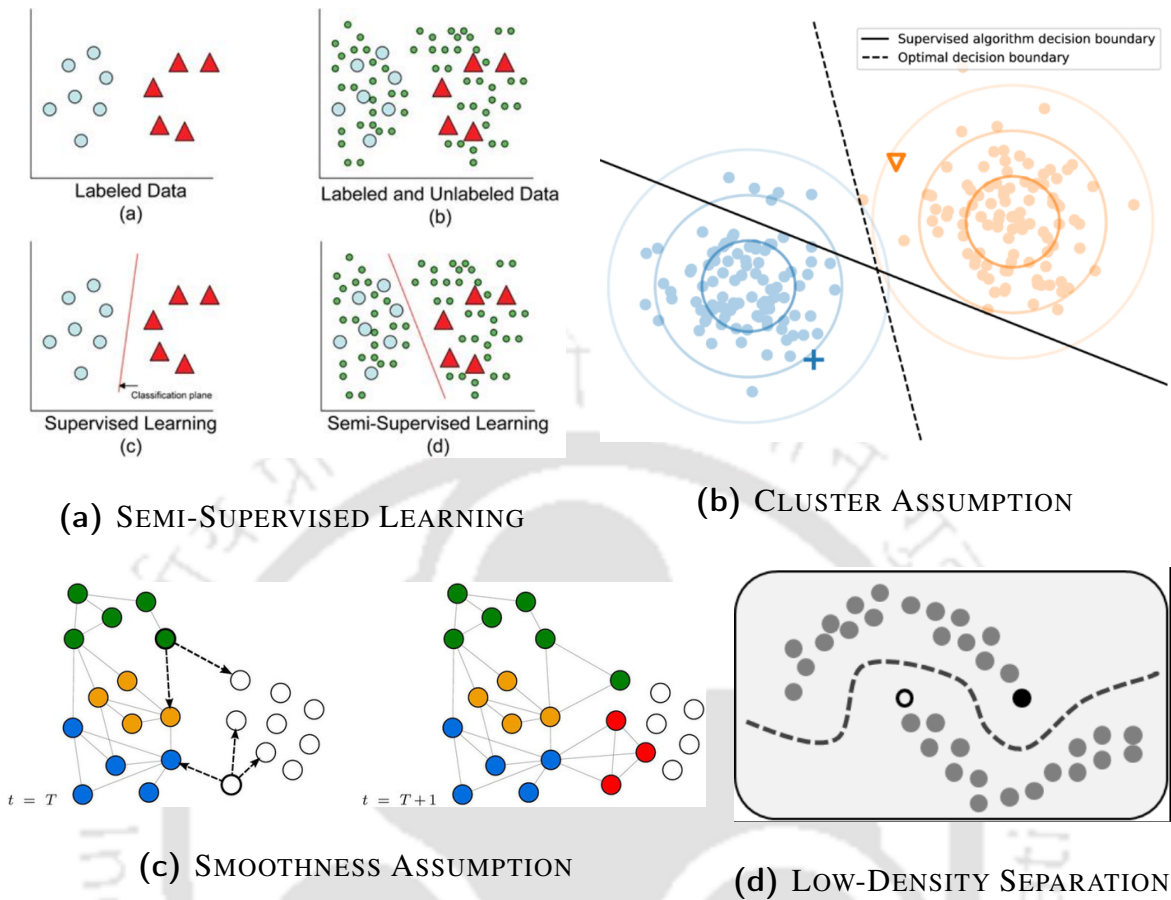 Labeled Data
(a)
Labeled and Unlabeled Data
(b)
Classification plane
Supervised Learning
(c)
Semi-Supervised Learning
(d)
(a) SEMI-SUPERVISED LEARNING
Supervised algorithm decision boundary
Optimal decision boundary
(b) CLUSTER ASSUMPTION
t = T
t = T+1
(c) SMOOTHNESS ASSUMPTION
(d) LOW-DENSITY SEPARATION